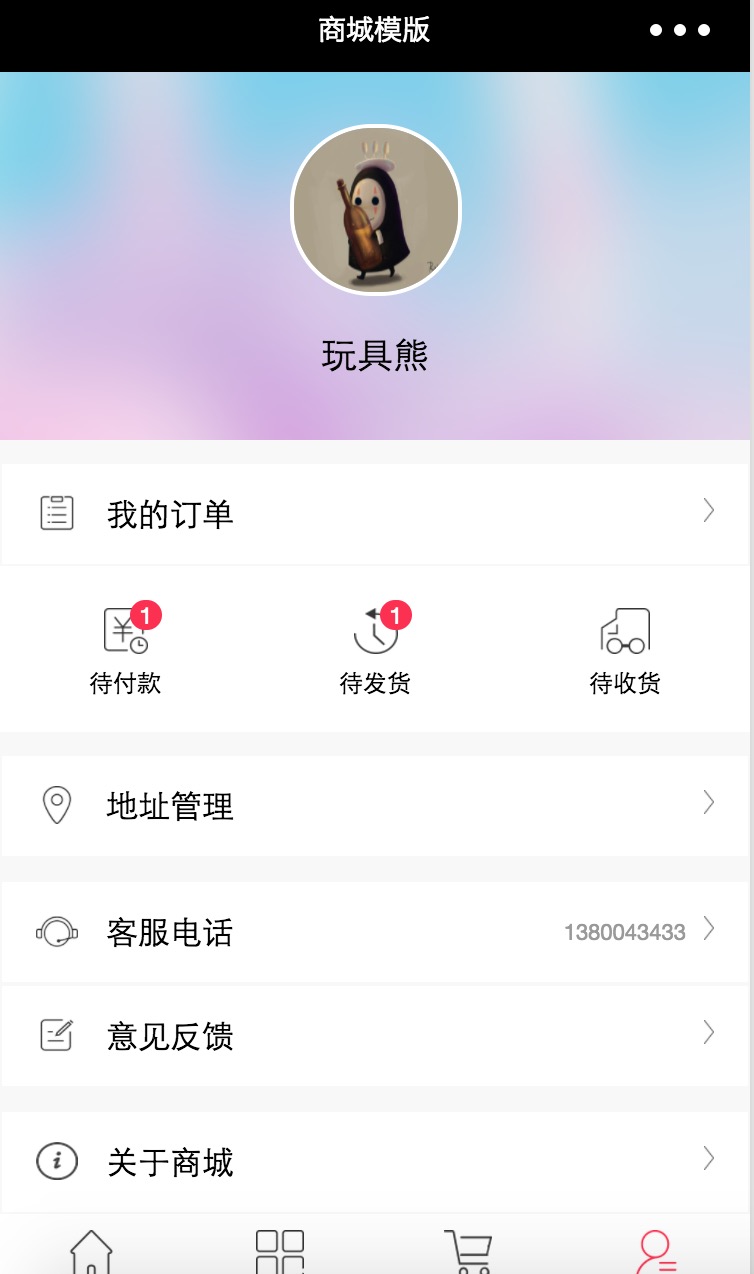 商城模版
玩具熊
我的订单
1
1
待付款
待发货
待收货
地址管理
客服电话
1380043433
意见反馈
关于商城